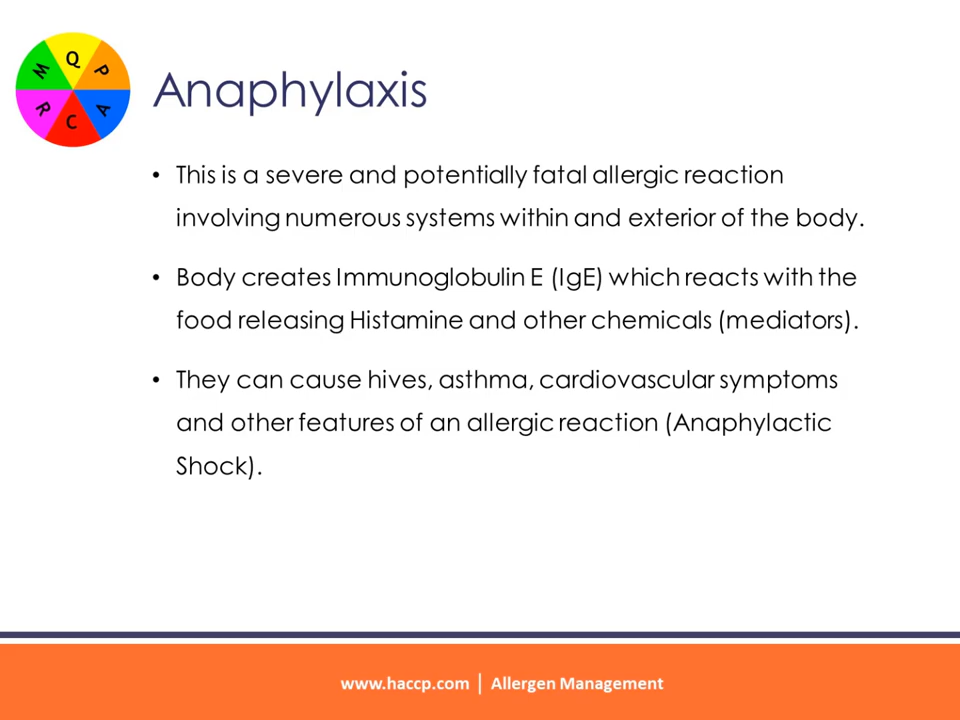 M Q P
R C A
Anaphylaxis
• This is a severe and potentially fatal allergic reaction
involving numerous systems within and exterior of the body.
• Body creates Immunoglobulin E (IgE) which reacts with the
food releasing Histamine and other chemicals (mediators).
• They can cause hives, asthma, cardiovascular symptoms
and other features of an allergic reaction (Anaphylactic
Shock).
www.haccp.com | Allergen Management